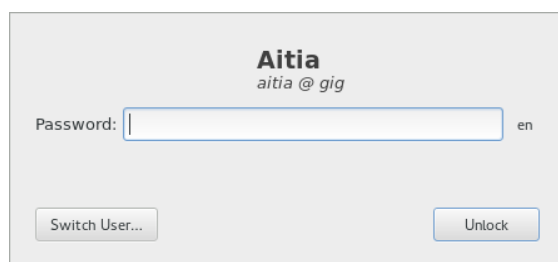 Aitia
aitia @ gig
Password:
en
Switch User...
Unlock